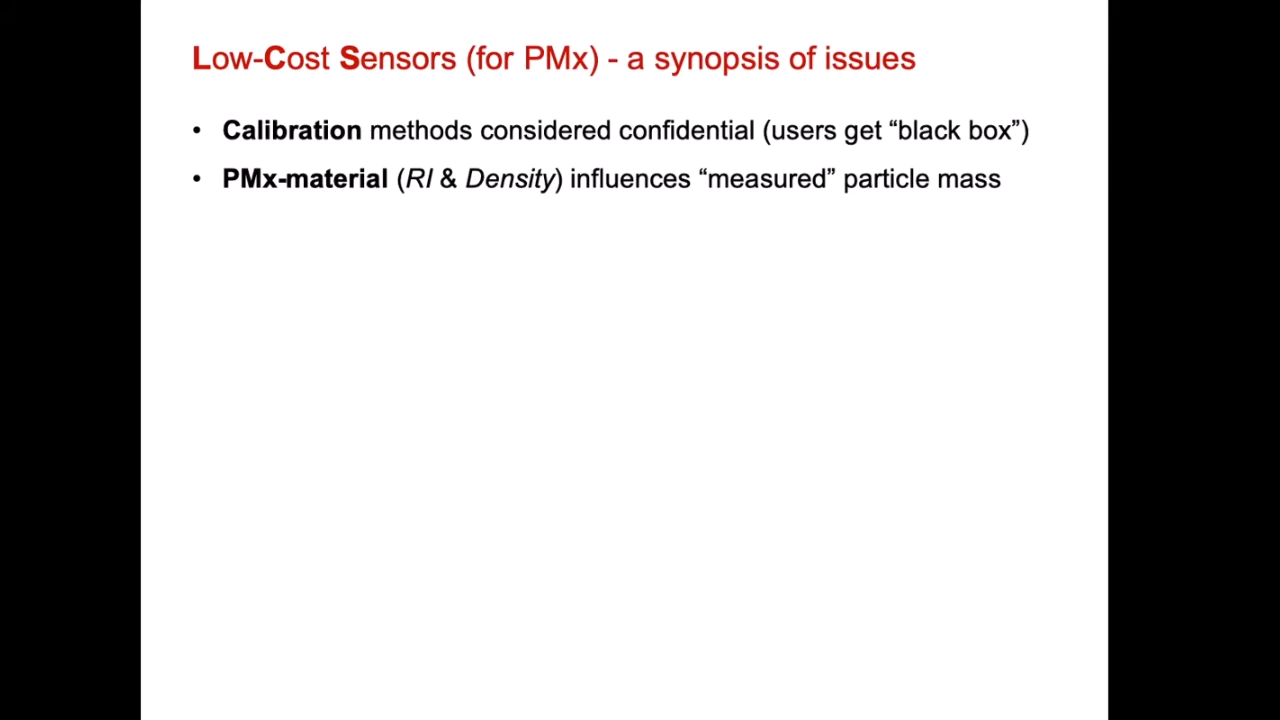 Low-Cost Sensors (for PMx) - a synopsis of issues
• Calibration methods considered confidential (users get “black box”)
• PMx-material (RI & Density) influences “measured” particle mass